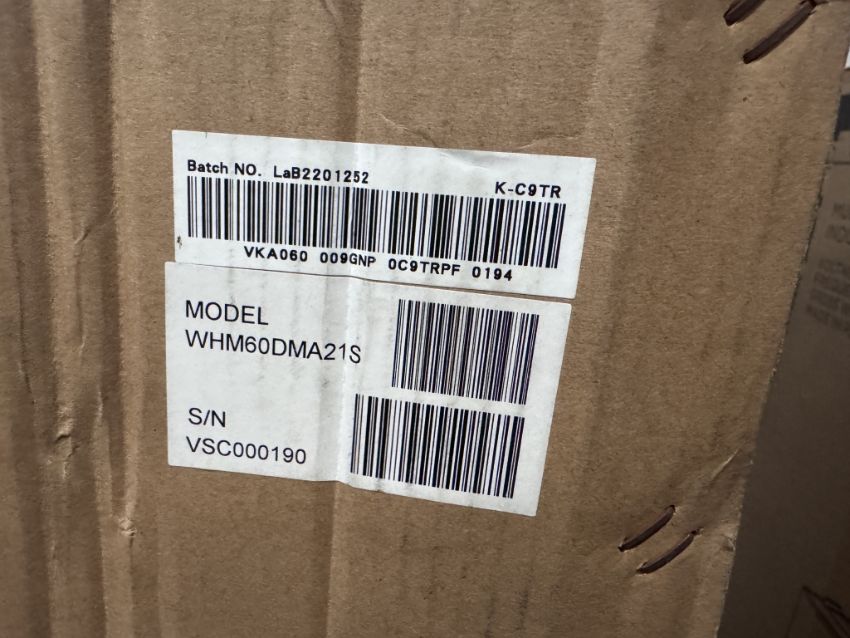 Batch NO. LaB2201252 K-C9TR
VKA060 009GNP 0C9TRPF 0194
MODEL
WHM60DMA21S
S/N
VSC000190